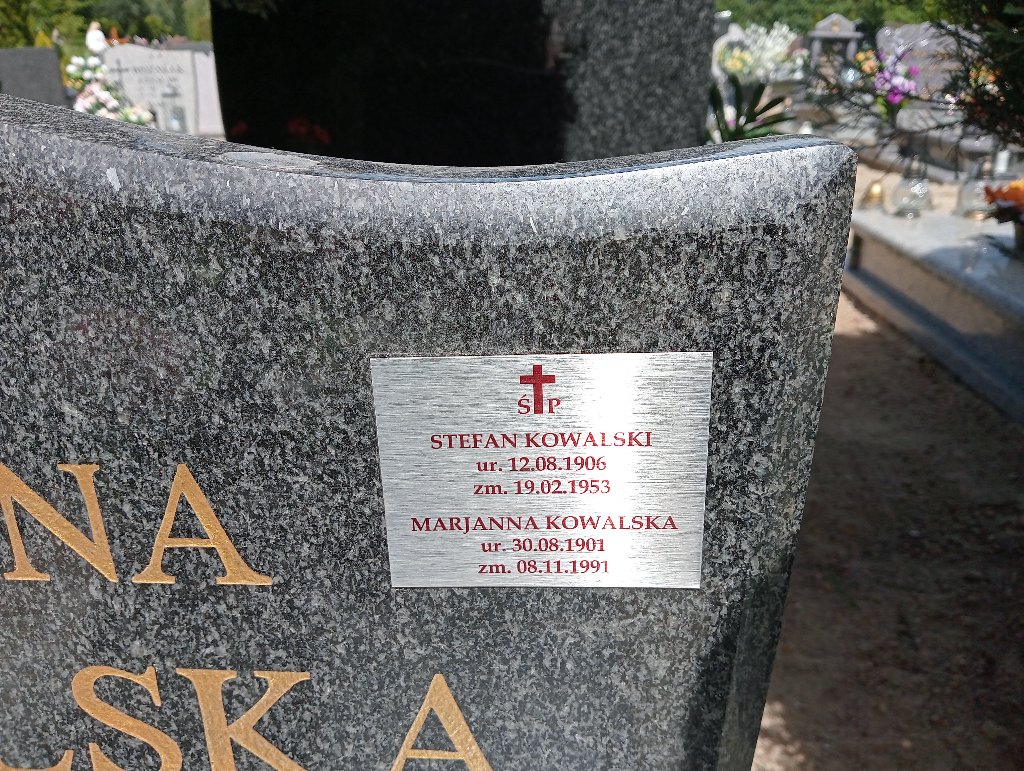 Ś P
STEFAN KOWALSKI
ur. 12.08.1906
zm. 19.02.1953
MARJANNA KOWALSKA
ur. 30.08.1901
zm. 08.11.1991
NA
SKA